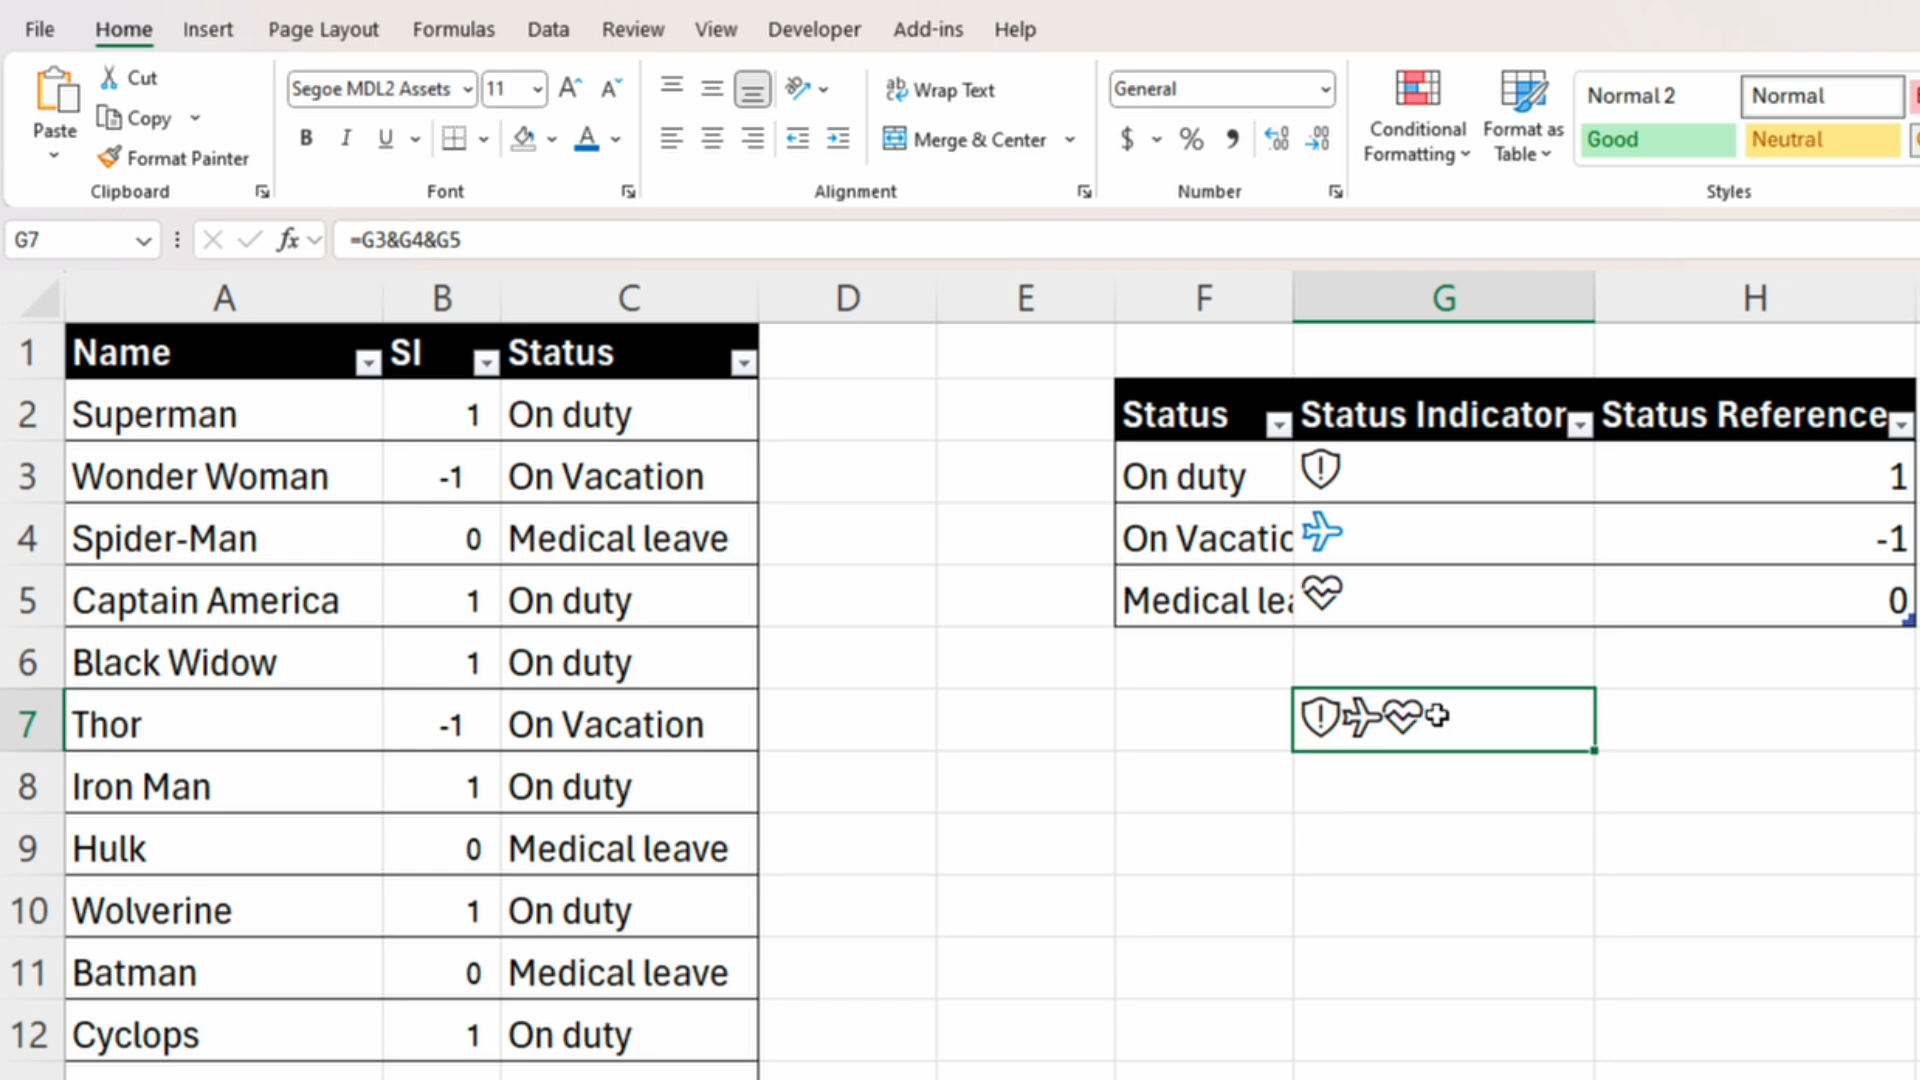 File Home Insert Page Layout Formulas Data Review View Developer Add-ins Help
Paste
Cut
Copy
Format Painter
Clipboard
Segoe MDL2 Assets 11
B I U
Font
Wrap Text
Merge & Center
Alignment
General
$ %
Number
Conditional Formatting
Format as Table
Normal 2 Normal
Good Neutral
Styles
G7 fx =G3&G4&G5
A B C D E F G H
1 Name SI Status
2 Superman 1 On duty Status Status Indicator Status Reference
3 Wonder Woman -1 On Vacation On duty 1
4 Spider-Man 0 Medical leave On Vacatio -1
5 Captain America 1 On duty Medical lea 0
6 Black Widow 1 On duty
7 Thor -1 On Vacation
8 Iron Man 1 On duty
9 Hulk 0 Medical leave
10 Wolverine 1 On duty
11 Batman 0 Medical leave
12 Cyclops 1 On duty